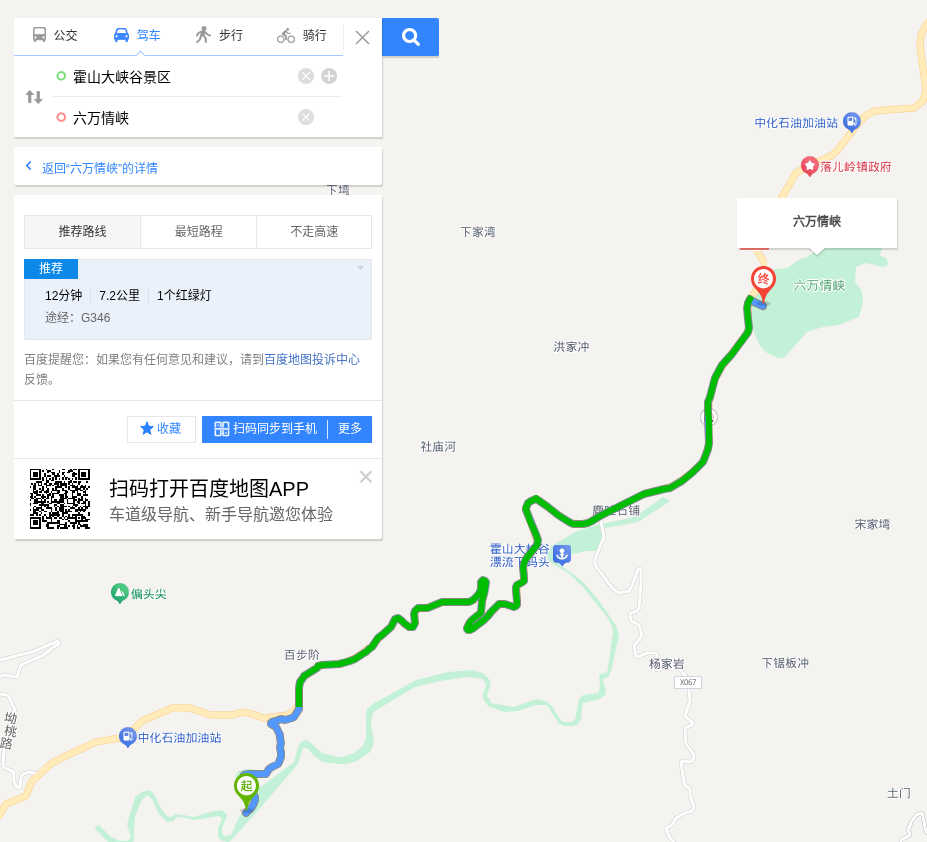 公交
驾车
步行
骑行
霍山大峡谷景区
六万情峡
返回“六万情峡”的详情
下塆
推荐路线
最短路程
不走高速
推荐
12分钟
7.2公里
1个红绿灯
途经：G346
百度提醒您：如果您有任何意见和建议，请到百度地图投诉中心
反馈。
收藏
扫码同步到手机
更多
扫码打开百度地图APP
车道级导航、新手导航邀您体验
中化石油加油站
落儿岭镇政府
六万情峡
下家湾
终
六万情峡
洪家冲
社庙河
石铺
宋家塆
霍山大峡谷
漂流下码头
偏头尖
百步阶
杨家岩
下锯板冲
X067
坳桃路
中化石油加油站
起
土门